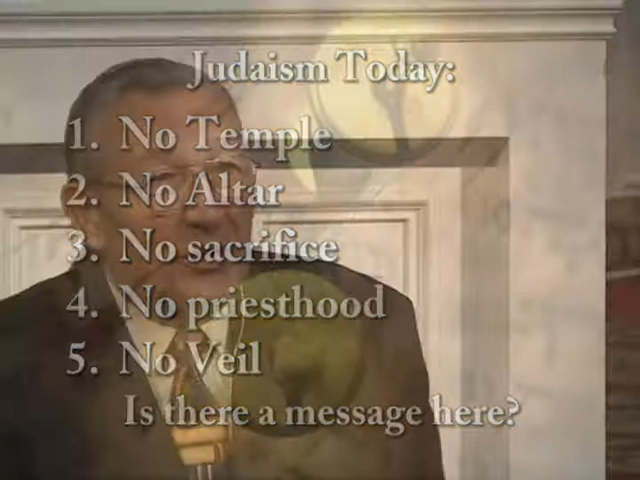 Judaism Today:
1. No Temple
2. No Altar
3. No sacrifice
4. No priesthood
5. No Veil
Is there a message here?